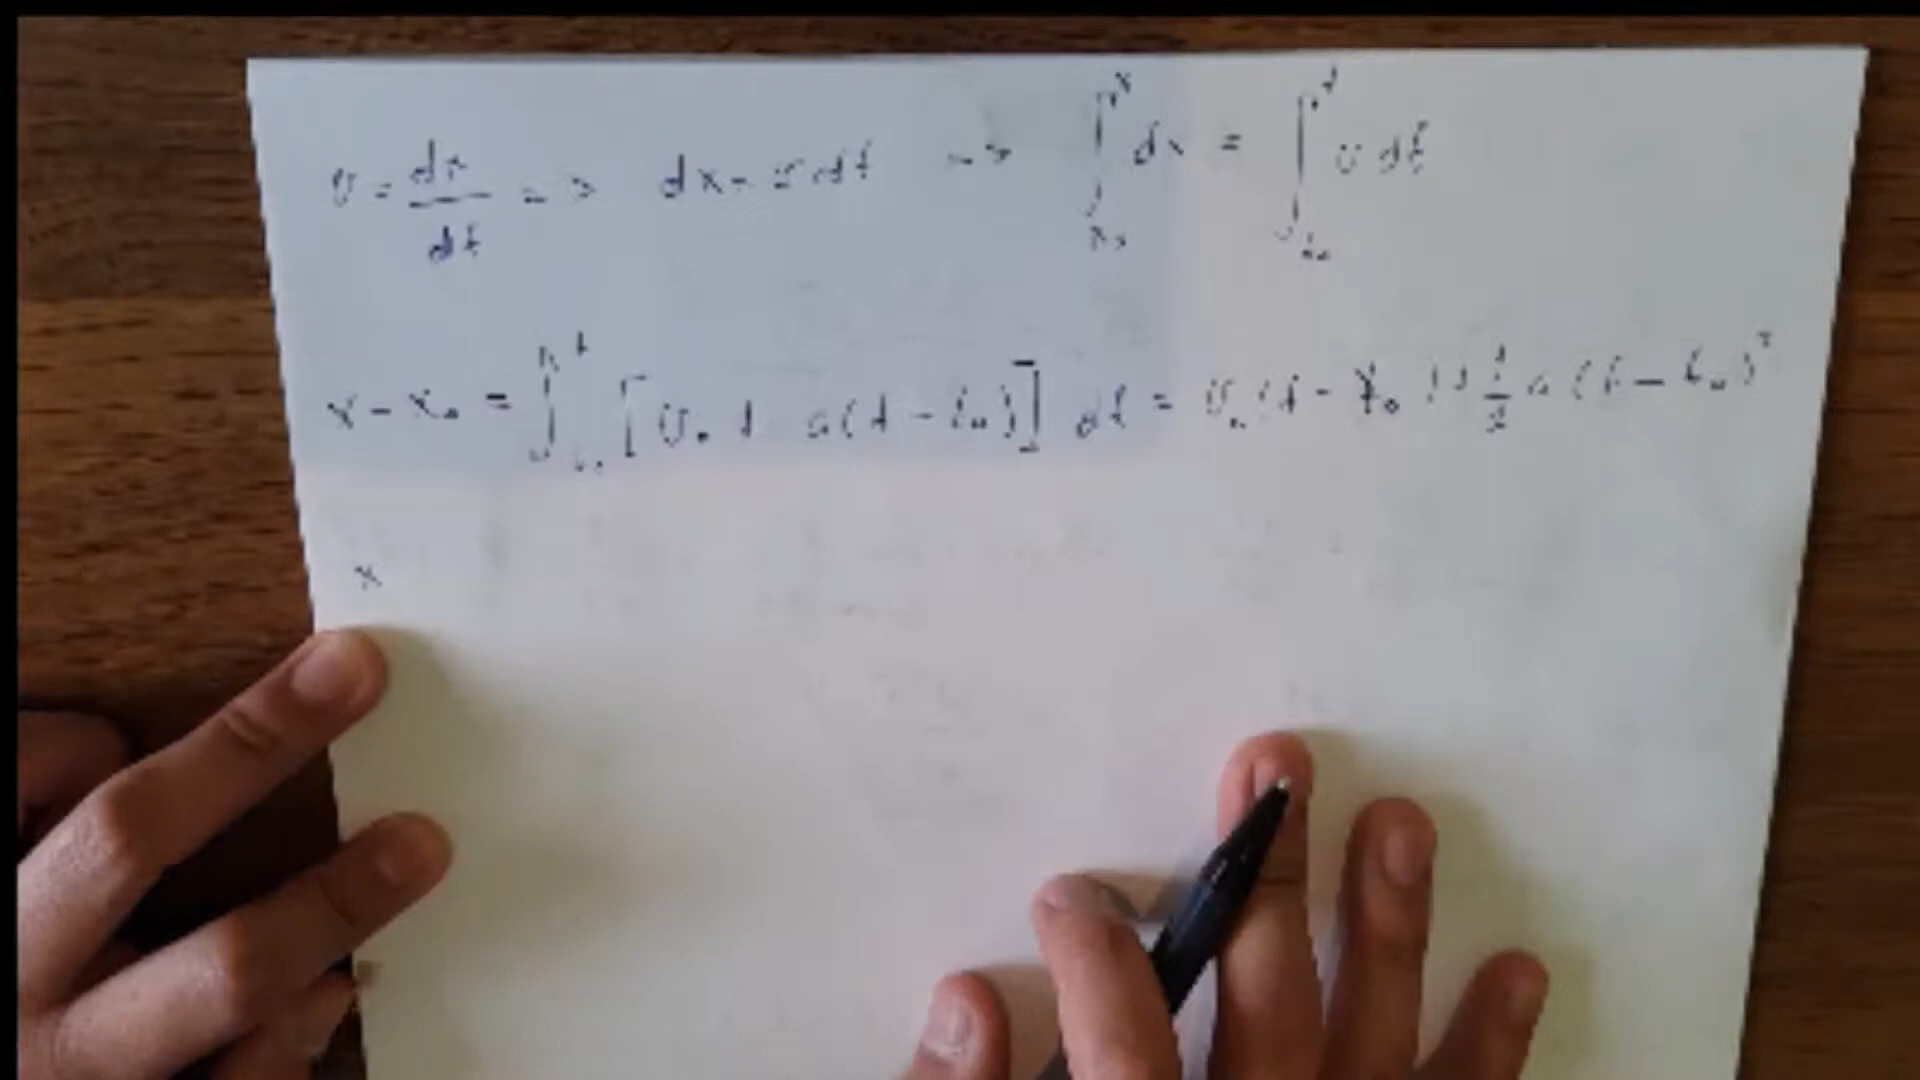 v = dx/dt => dx = v dt => ∫_{x₀}^{x} dx = ∫_{t₀}^{t} v dt
x - x₀ = ∫_{t₀}^{t} [v₀ + a(t - t₀)] dt = v₀(t - t₀) + 1/2 a(t - t₀)²
x